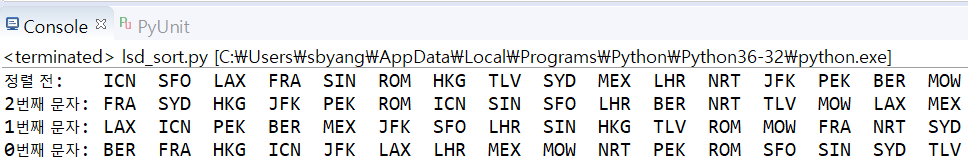 Console PyUnit
<terminated> lsd_sort.py [C:₩Users₩sbyang₩AppData₩Local₩Programs₩Python₩Python36-32₩python.exe]
정렬 전: ICN SFO LAX FRA SIN ROM HKG TLV SYD MEX LHR NRT JFK PEK BER MOW
2번째 문자: FRA SYD HKG JFK PEK ROM ICN SIN SFO LHR BER NRT TLV MOW LAX MEX
1번째 문자: LAX ICN PEK BER MEX JFK SFO LHR SIN HKG TLV ROM MOW FRA NRT SYD
0번째 문자: BER FRA HKG ICN JFK LAX LHR MEX MOW NRT PEK ROM SFO SIN SYD TLV